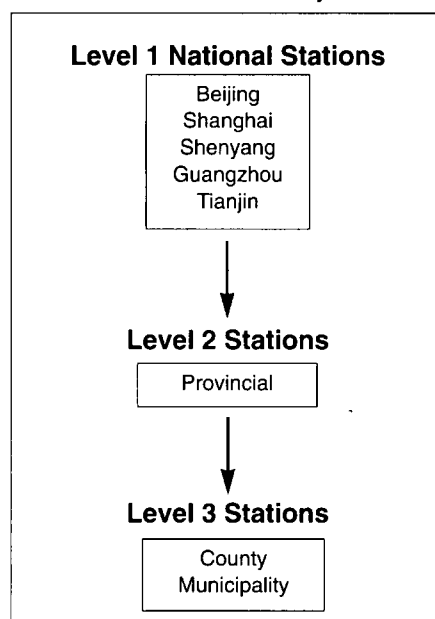 Level 1 National Stations
Beijing
Shanghai
Shenyang
Guangzhou
Tianjin
Level 2 Stations
Provincial
Level 3 Stations
County
Municipality